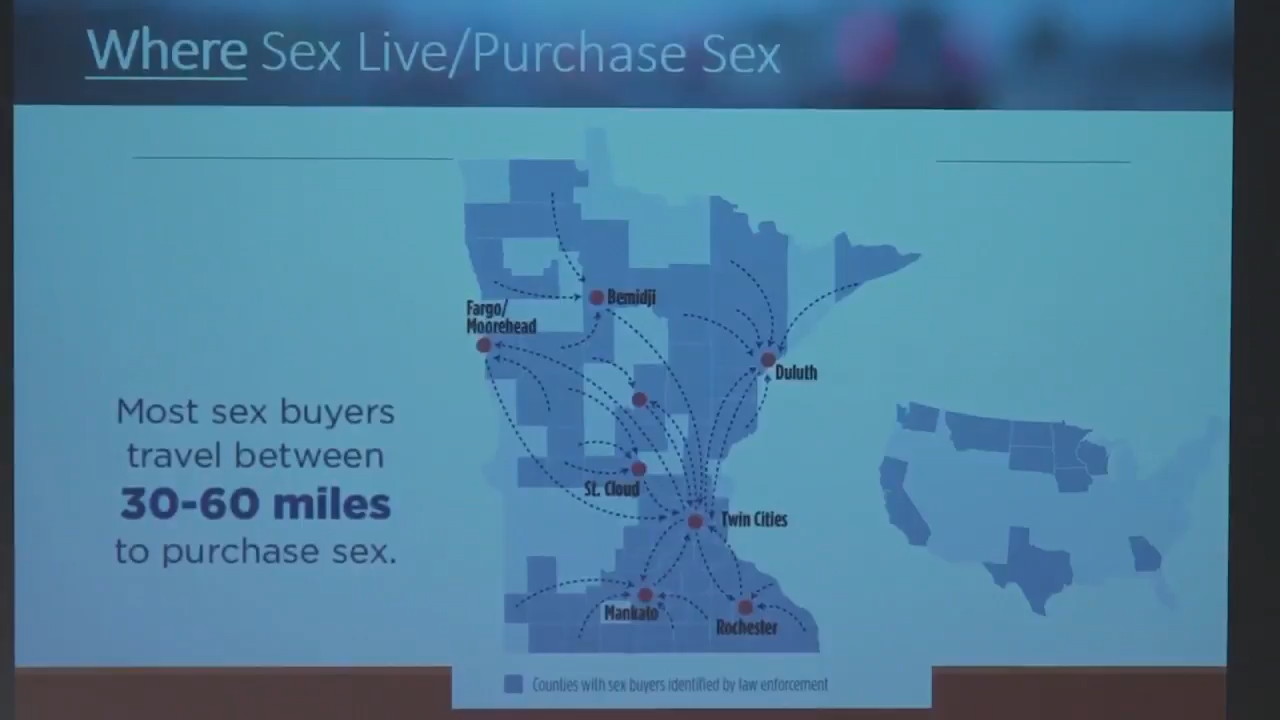 Where Sex Live/Purchase Sex
Most sex buyers
travel between
30-60 miles
to purchase sex.
Bemidji
Fargo/
Moorehead
Duluth
St. Cloud
Twin Cities
Mankato
Rochester
Counties with sex buyers identified by law enforcement